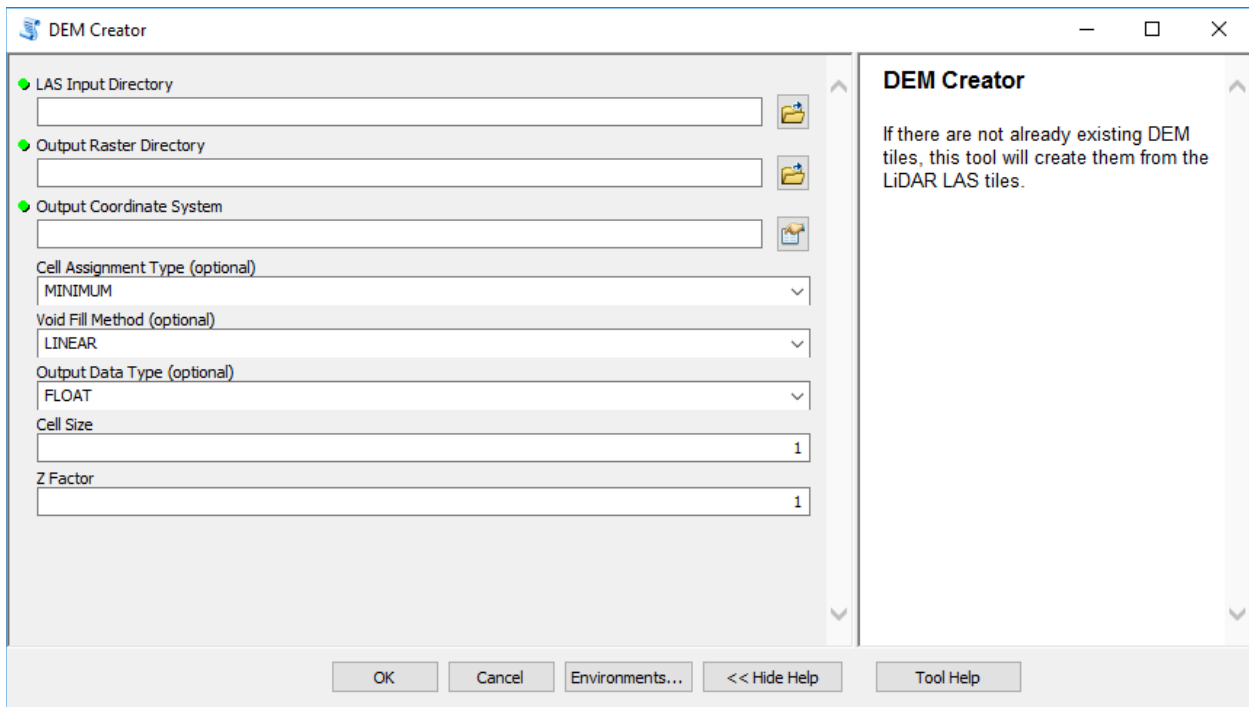 DEM Creator
LAS Input Directory
Output Raster Directory
Output Coordinate System
Cell Assignment Type (optional)
MINIMUM
Void Fill Method (optional)
LINEAR
Output Data Type (optional)
FLOAT
Cell Size
1
Z Factor
1
DEM Creator
If there are not already existing DEM
tiles, this tool will create them from the
LiDAR LAS tiles.
OK
Cancel
Environments...
<< Hide Help
Tool Help